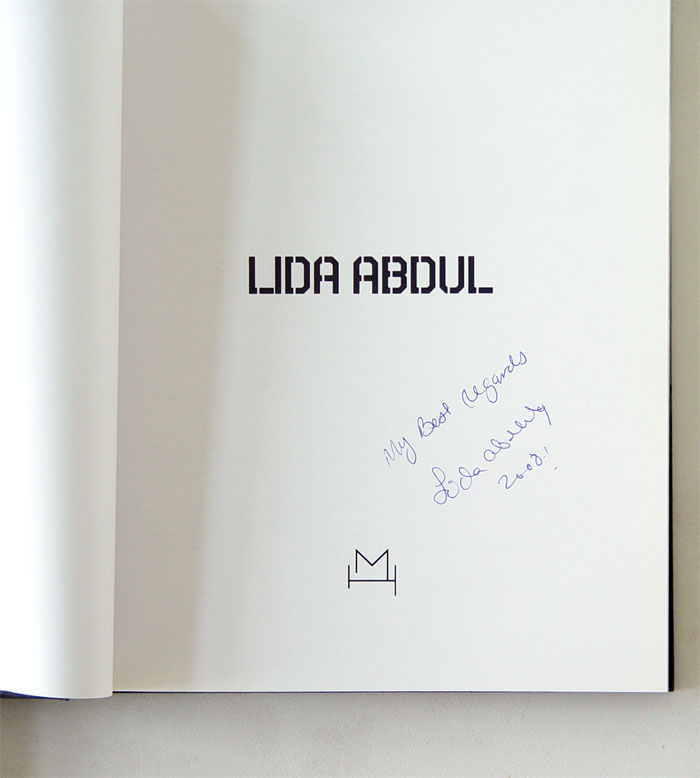 LIDA ABDUL
My Best Regards
Lida Abdul
2008!